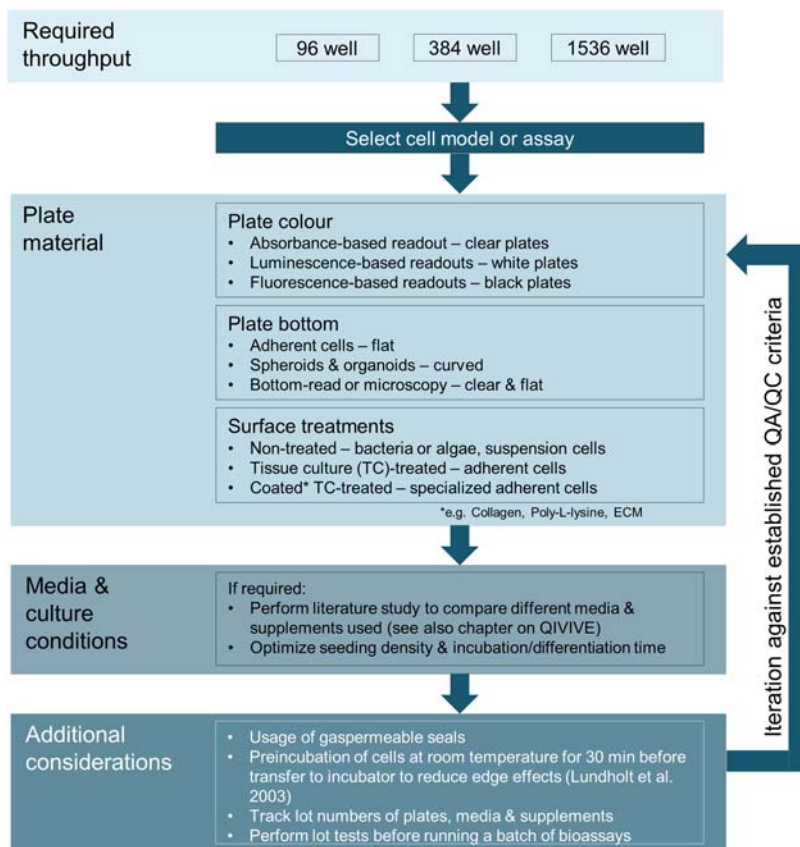 Required
throughput
96 well
384 well
1536 well
Select cell model or assay
Plate
material
Plate colour
• Absorbance-based readout – clear plates
• Luminescence-based readouts – white plates
• Fluorescence-based readouts – black plates
Plate bottom
• Adherent cells – flat
• Spheroids & organoids – curved
• Bottom-read or microscopy – clear & flat
Surface treatments
• Non-treated – bacteria or algae, suspension cells
• Tissue culture (TC)-treated – adherent cells
• Coated* TC-treated – specialized adherent cells
*e.g. Collagen, Poly-L-lysine, ECM
Media &
culture
conditions
If required:
• Perform literature study to compare different media &
supplements used (see also chapter on QIVIVE)
• Optimize seeding density & incubation/differentiation time
Additional
considerations
• Usage of gaspermeable seals
• Preincubation of cells at room temperature for 30 min before
transfer to incubator to reduce edge effects (Lundholt et al.
2003)
• Track lot numbers of plates, media & supplements
• Perform lot tests before running a batch of bioassays
Iteration against established QA/QC criteria